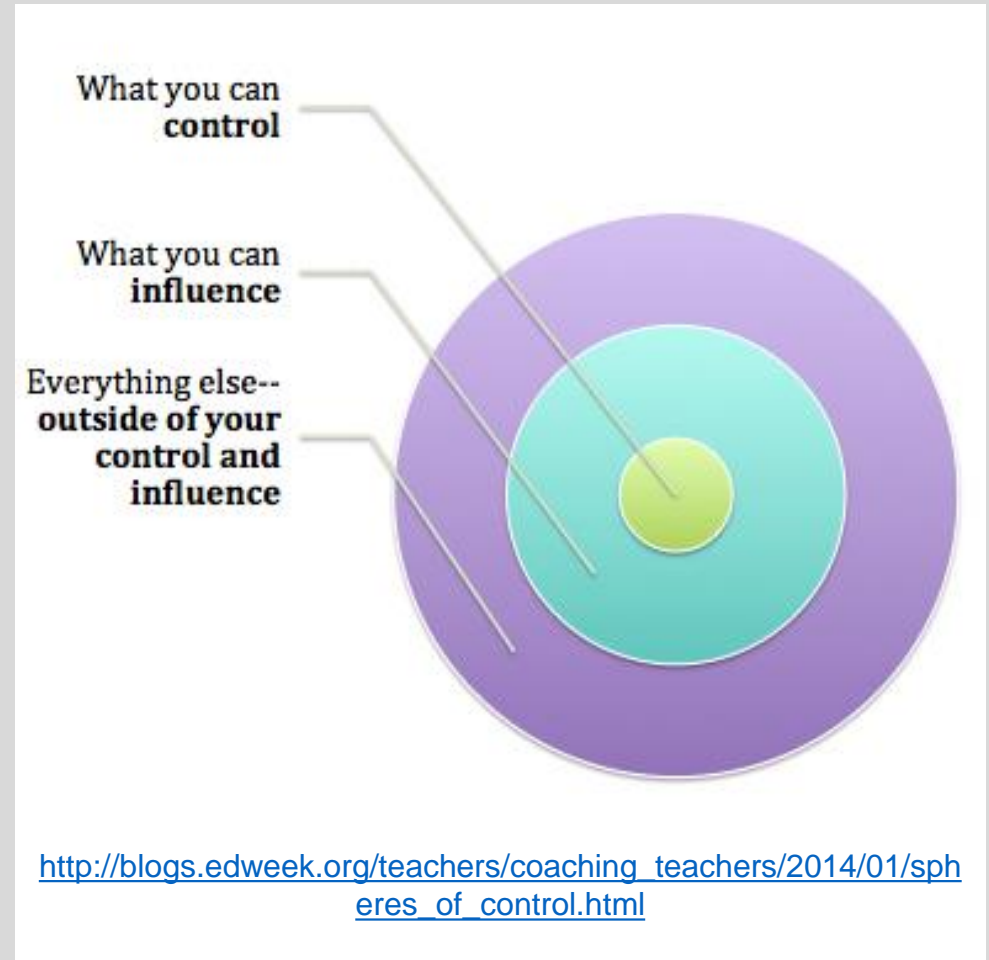 What you can
control
What you can
influence
Everything else--
outside of your
control and
influence
http://blogs.edweek.org/teachers/coaching_teachers/2014/01/sph
eres_of_control.html